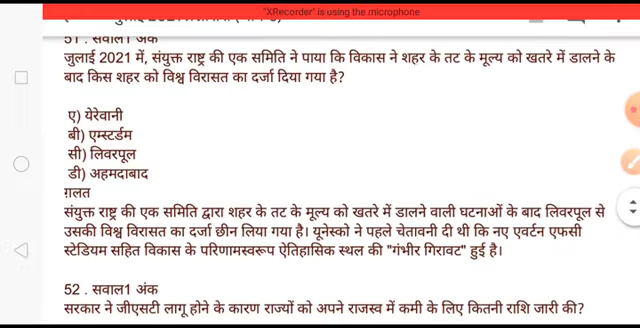 "XRecorder" is using the microphone
51 . सवाल1 अंक
जुलाई 2021 में, संयुक्त राष्ट्र की एक समिति ने पाया कि विकास ने शहर के तट के मूल्य को खतरे में डालने के
बाद किस शहर को विश्व विरासत का दर्जा दिया गया है?
ए) येरेवानी
बी) एम्स्टर्डम
सी) लिवरपूल
डी) अहमदाबाद
ग़लत
संयुक्त राष्ट्र की एक समिति द्वारा शहर के तट के मूल्य को खतरे में डालने वाली घटनाओं के बाद लिवरपूल से
उसकी विश्व विरासत का दर्जा छीन लिया गया है। यूनेस्को ने पहले चेतावनी दी थी कि नए एवर्टन एफसी
स्टेडियम सहित विकास के परिणामस्वरूप ऐतिहासिक स्थल की "गंभीर गिरावट" हुई है।
52 . सवाल1 अंक
सरकार ने जीएसटी लागू होने के कारण राज्यों को अपने राजस्व में कमी के लिए कितनी राशि जारी की?